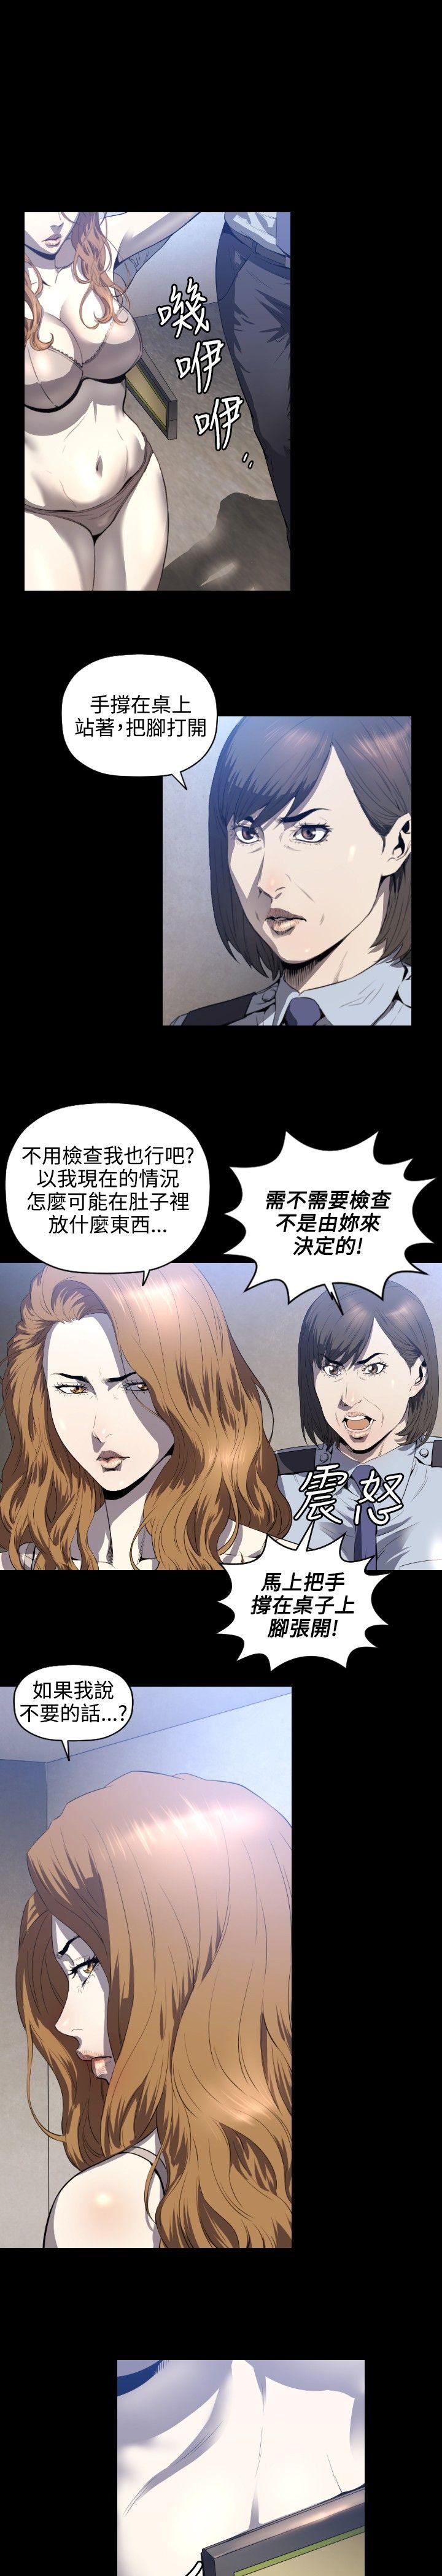 嘰
咿
咿
手撐在桌上
站著,把腳打開
不用檢查我也行吧?
以我現在的情況
怎麼可能在肚子裡
放什麼東西...
需不需要檢查
不是由妳來
決定的!
震怒
馬上把手
撐在桌子上
腳張開!
如果我說
不要的話...?